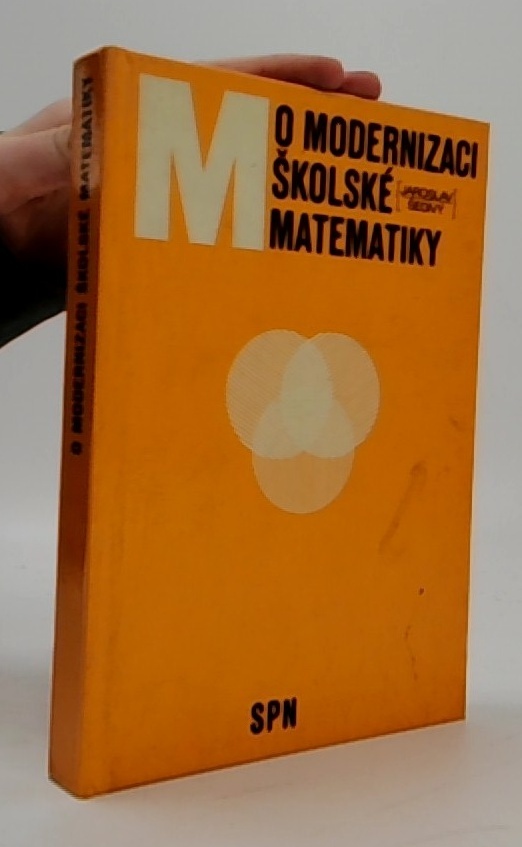 M
O MODERNIZACI
ŠKOLSKÉ
MATEMATIKY
JAROSLAV
ŠEDIVÝ
SPN
O MODERNIZACI ŠKOLSKÉ MATEMATIKY